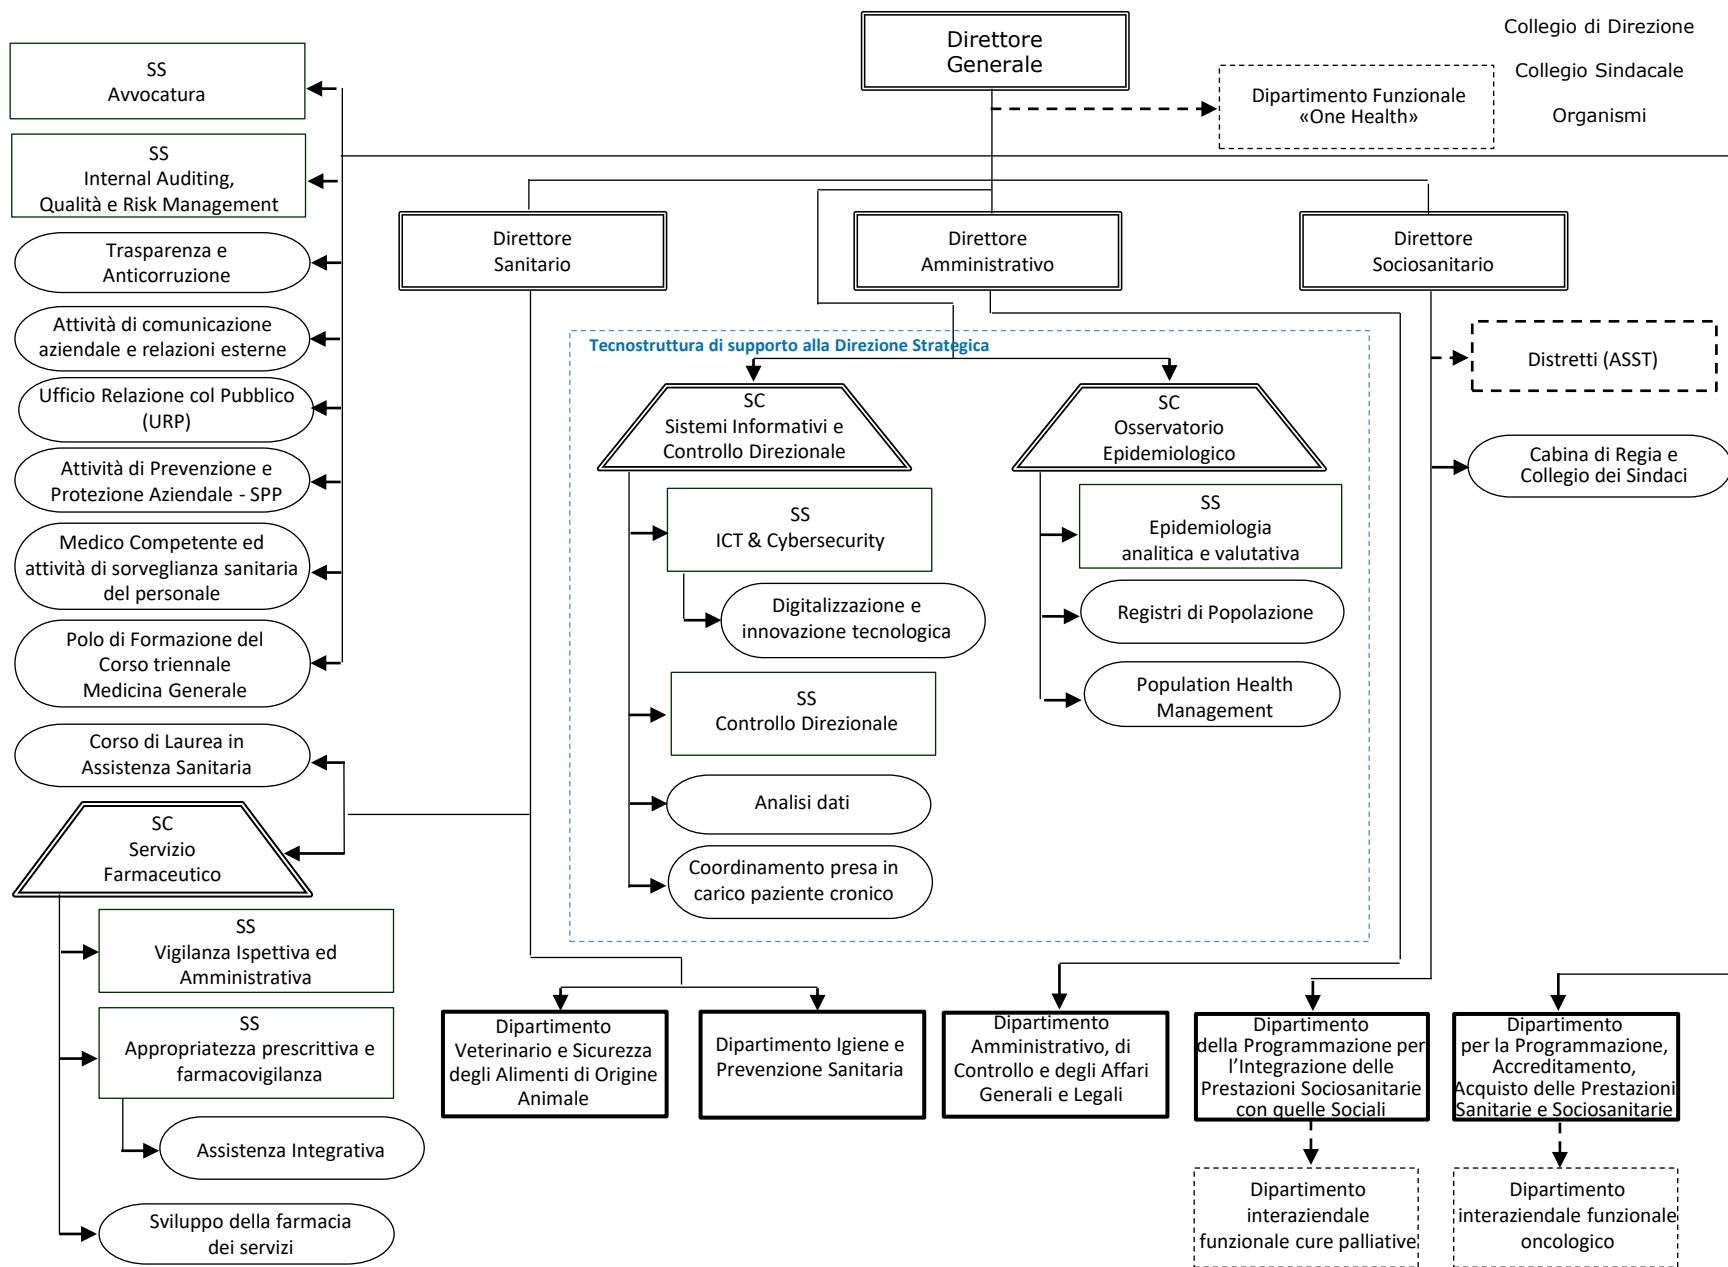 Direttore
Generale
Collegio di Direzione
Collegio Sindacale
Organismi
Dipartimento Funzionale
«One Health»
SS
Avvocatura
SS
Internal Auditing,
Qualità e Risk Management
Trasparenza e
Anticorruzione
Attività di comunicazione
aziendale e relazioni esterne
Ufficio Relazione col Pubblico
(URP)
Attività di Prevenzione e
Protezione Aziendale - SPP
Medico Competente ed
attività di sorveglianza sanitaria
del personale
Polo di Formazione del
Corso triennale
Medicina Generale
Corso di Laurea in
Assistenza Sanitaria
SC
Servizio
Farmaceutico
SS
Vigilanza Ispettiva ed
Amministrativa
SS
Appropriatezza prescrittiva e
farmacovigilanza
Assistenza Integrativa
Sviluppo della farmacia
dei servizi
Direttore
Sanitario
Direttore
Amministrativo
Direttore
Sociosanitario
Tecnostruttura di supporto alla Direzione Strategica
SC
Sistemi Informativi e
Controllo Direzionale
SS
ICT & Cybersecurity
Digitalizzazione e
innovazione tecnologica
SS
Controllo Direzionale
Analisi dati
Coordinamento presa in
carico paziente cronico
SC
Osservatorio
Epidemiologico
SS
Epidemiologia
analitica e valutativa
Registri di Popolazione
Population Health
Management
Distretti (ASST)
Cabina di Regia e
Collegio dei Sindaci
Dipartimento
Veterinario e Sicurezza
degli Alimenti di Origine
Animale
Dipartimento Igiene e
Prevenzione Sanitaria
Dipartimento
Amministrativo, di
Controllo e degli Affari
Generali e Legali
Dipartimento
della Programmazione per
l'Integrazione delle
Prestazioni Sociosanitarie
con quelle Sociali
Dipartimento
per la Programmazione,
Accreditamento,
Acquisto delle Prestazioni
Sanitarie e Sociosanitarie
Dipartimento
interaziendale
funzionale cure palliative
Dipartimento
interaziendale funzionale
oncologico